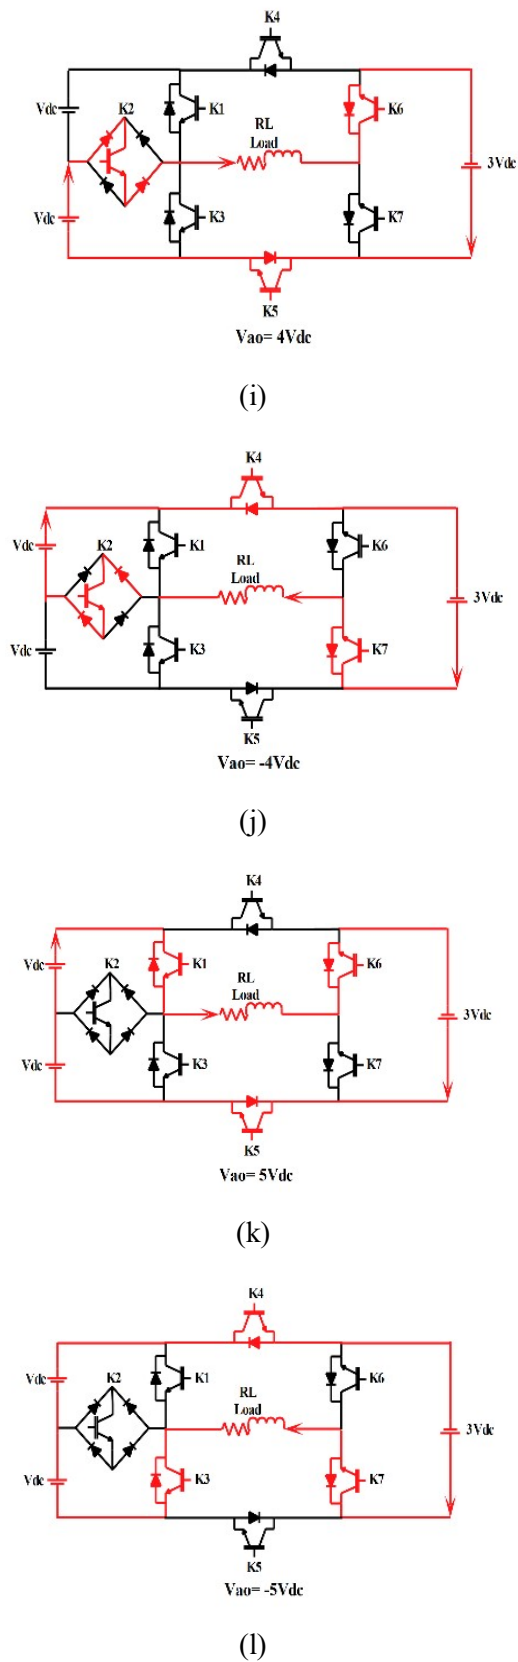 K4
Vdc
K2
K1
K6
RL
Load
3Vdc
Vdc
K3
K7
K5
Vao= 4Vdc
(i)
K4
Vdc
K2
K1
K6
RL
Load
3Vdc
Vdc
K3
K7
K5
Vao= -4Vdc
(j)
K4
Vdc
K2
K1
K6
RL
Load
3Vdc
Vdc
K3
K7
K5
Vao= 5Vdc
(k)
K4
Vdc
K2
K1
K6
RL
Load
3Vdc
Vdc
K3
K7
K5
Vao= -5Vdc
(l)